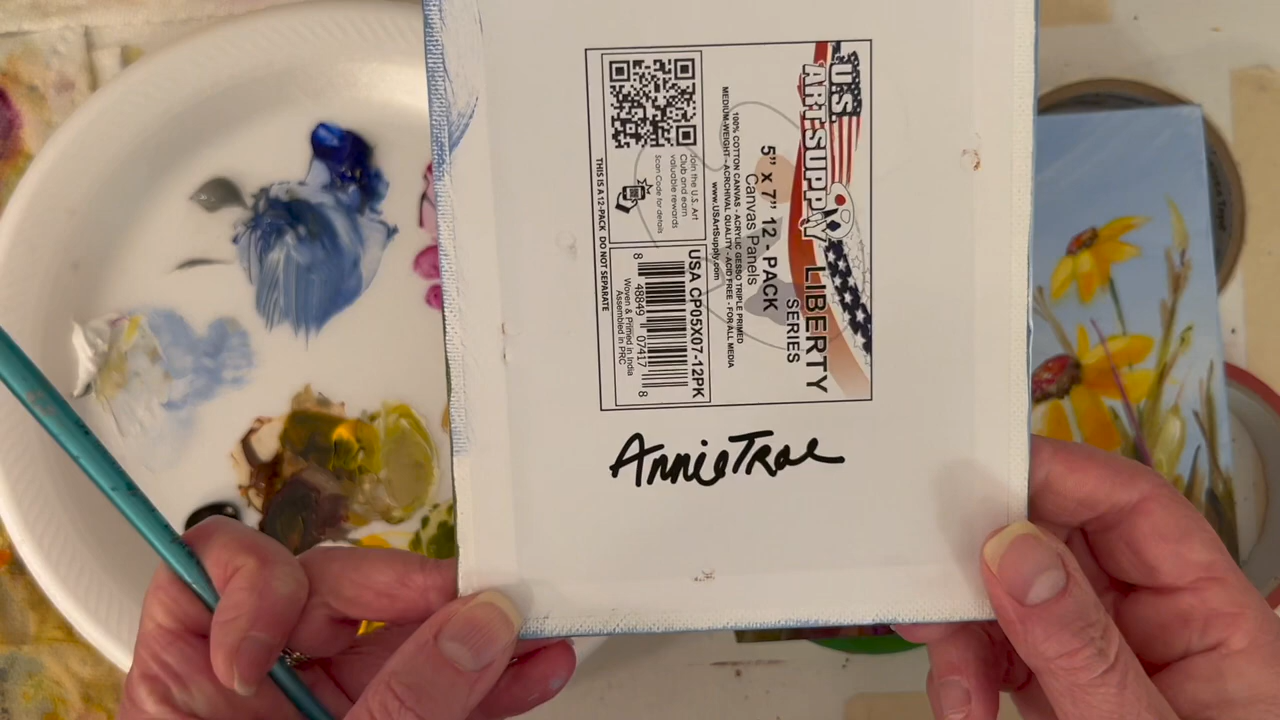 U.S.
ART SUPPLY
LIBERTY
SERIES
5" x 7" 12 - PACK
Canvas Panels
100% COTTON CANVAS - ACRYLIC GESSO TRIPLE PRIMED
MEDIUM-WEIGHT - ACRCHIVAL QUALITY - ACID FREE - FOR ALL MEDIA
www.USArtSupply.com
Join the U.S. Art
Club and earn
valuable rewards
Scan Code for details
USA CP05X07-12PK
8 48849 07417 8
Woven & Primed in India
Assembled in PRC
THIS IS A 12-PACK DO NOT SEPARATE
Annie Troe